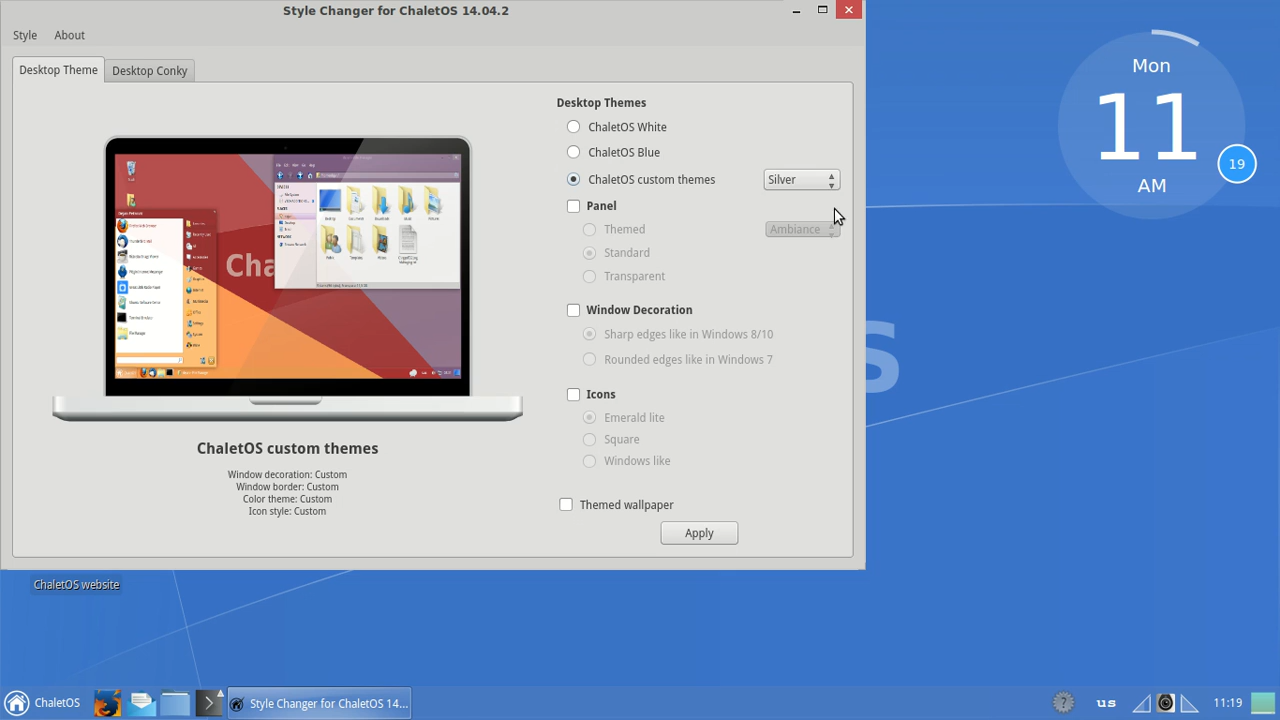 Style Changer for ChaletOS 14.04.2
Style About
Desktop Theme Desktop Conky
Desktop Themes
ChaletOS White
ChaletOS Blue
ChaletOS custom themes Silver
Panel
Themed Ambiance
Standard
Transparent
Window Decoration
Sharp edges like in Windows 8/10
Rounded edges like in Windows 7
Icons
Emerald lite
Square
Windows like
Themed wallpaper
Apply
Cha
ChaletOS custom themes
Window decoration: Custom
Window border: Custom
Color theme: Custom
Icon style: Custom
Mon
11
19
AM
S
ChaletOS website
ChaletOS
Style Changer for ChaletOS 14...
us
11:19